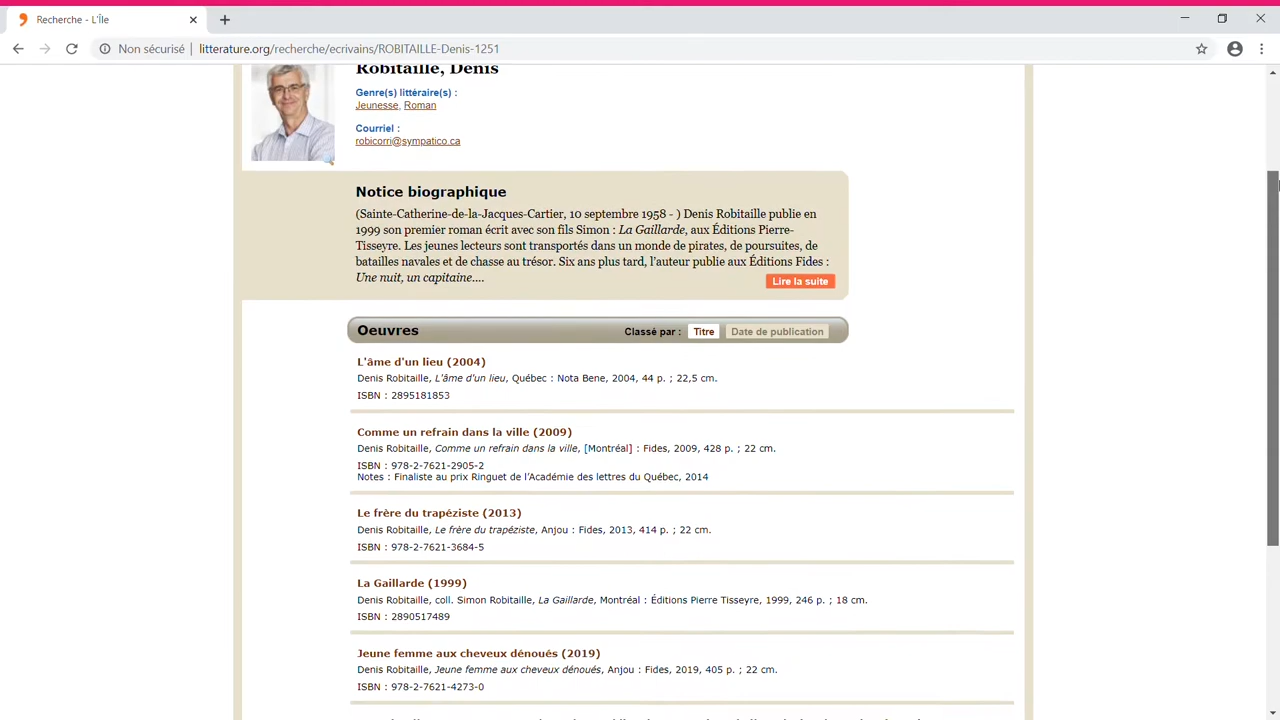 Recherche - L'Île
Non sécurisé litterature.org/recherche/ecrivains/ROBITAILLE-Denis-1251
Robitaille, Denis
Genre(s) littéraire(s) :
Jeunesse, Roman
Courriel :
robicorri@sympatico.ca
Notice biographique
(Sainte-Catherine-de-la-Jacques-Cartier, 10 septembre 1958 - ) Denis Robitaille publie en
1999 son premier roman écrit avec son fils Simon : La Gaillarde, aux Éditions Pierre-
Tisseyre. Les jeunes lecteurs sont transportés dans un monde de pirates, de poursuites, de
batailles navales et de chasse au trésor. Six ans plus tard, l'auteur publie aux Éditions Fides :
Une nuit, un capitaine....
Lire la suite
Oeuvres Classé par : Titre Date de publication
L'âme d'un lieu (2004)
Denis Robitaille, L'âme d'un lieu, Québec : Nota Bene, 2004, 44 p. ; 22,5 cm.
ISBN : 2895181853
Comme un refrain dans la ville (2009)
Denis Robitaille, Comme un refrain dans la ville, [Montréal] : Fides, 2009, 428 p. ; 22 cm.
ISBN : 978-2-7621-2905-2
Notes : Finaliste au prix Ringuet de l'Académie des lettres du Québec, 2014
Le frère du trapéziste (2013)
Denis Robitaille, Le frère du trapéziste, Anjou : Fides, 2013, 414 p. ; 22 cm.
ISBN : 978-2-7621-3684-5
La Gaillarde (1999)
Denis Robitaille, coll. Simon Robitaille, La Gaillarde, Montréal : Éditions Pierre Tisseyre, 1999, 246 p. ; 18 cm.
ISBN : 2890517489
Jeune femme aux cheveux dénoués (2019)
Denis Robitaille, Jeune femme aux cheveux dénoués, Anjou : Fides, 2019, 405 p. ; 22 cm.
ISBN : 978-2-7621-4273-0